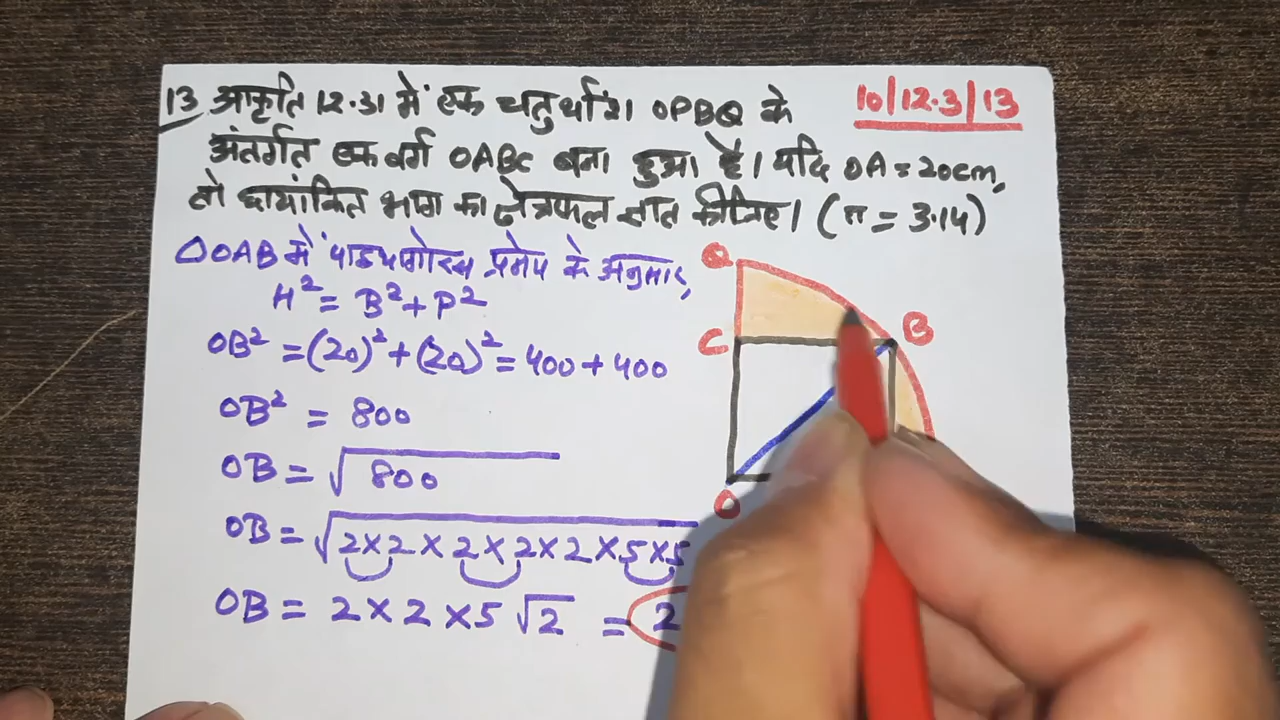 13 आकृति 12.31 में एक चतुर्थांश OPBQ के
10/12.3/13
अंतर्गत एक वर्ग OABC बना हुआ है। यदि OA = 20cm,
तो छायांकित भाग का क्षेत्रफल ज्ञात कीजिए। (π = 3.14)
△OAB में पाइथागोरस प्रमेय के अनुसार,
H² = B² + P²
OB² = (20)² + (20)² = 400 + 400
OB² = 800
OB = √800
OB = √2×2×2×2×2×5×5
OB = 2×2×5√2 = 2
Q
C
B
O